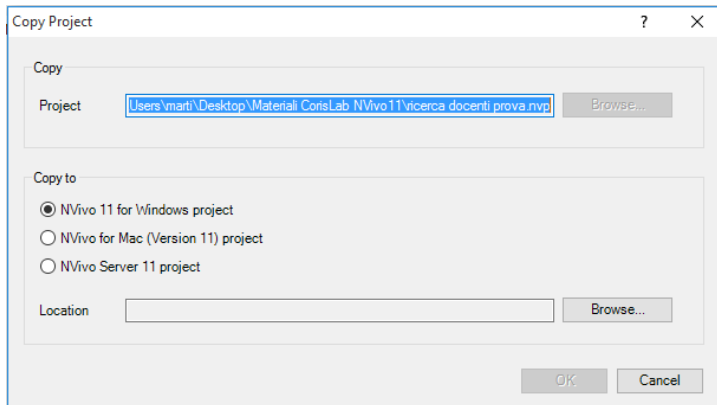 Copy Project
? X
Copy
Project Users\marti\Desktop\Materiali CorisLab NVivo11\ricerca docenti prova.nvp Browse...
Copy to
NVivo 11 for Windows project
NVivo for Mac (Version 11) project
NVivo Server 11 project
Location Browse...
OK Cancel